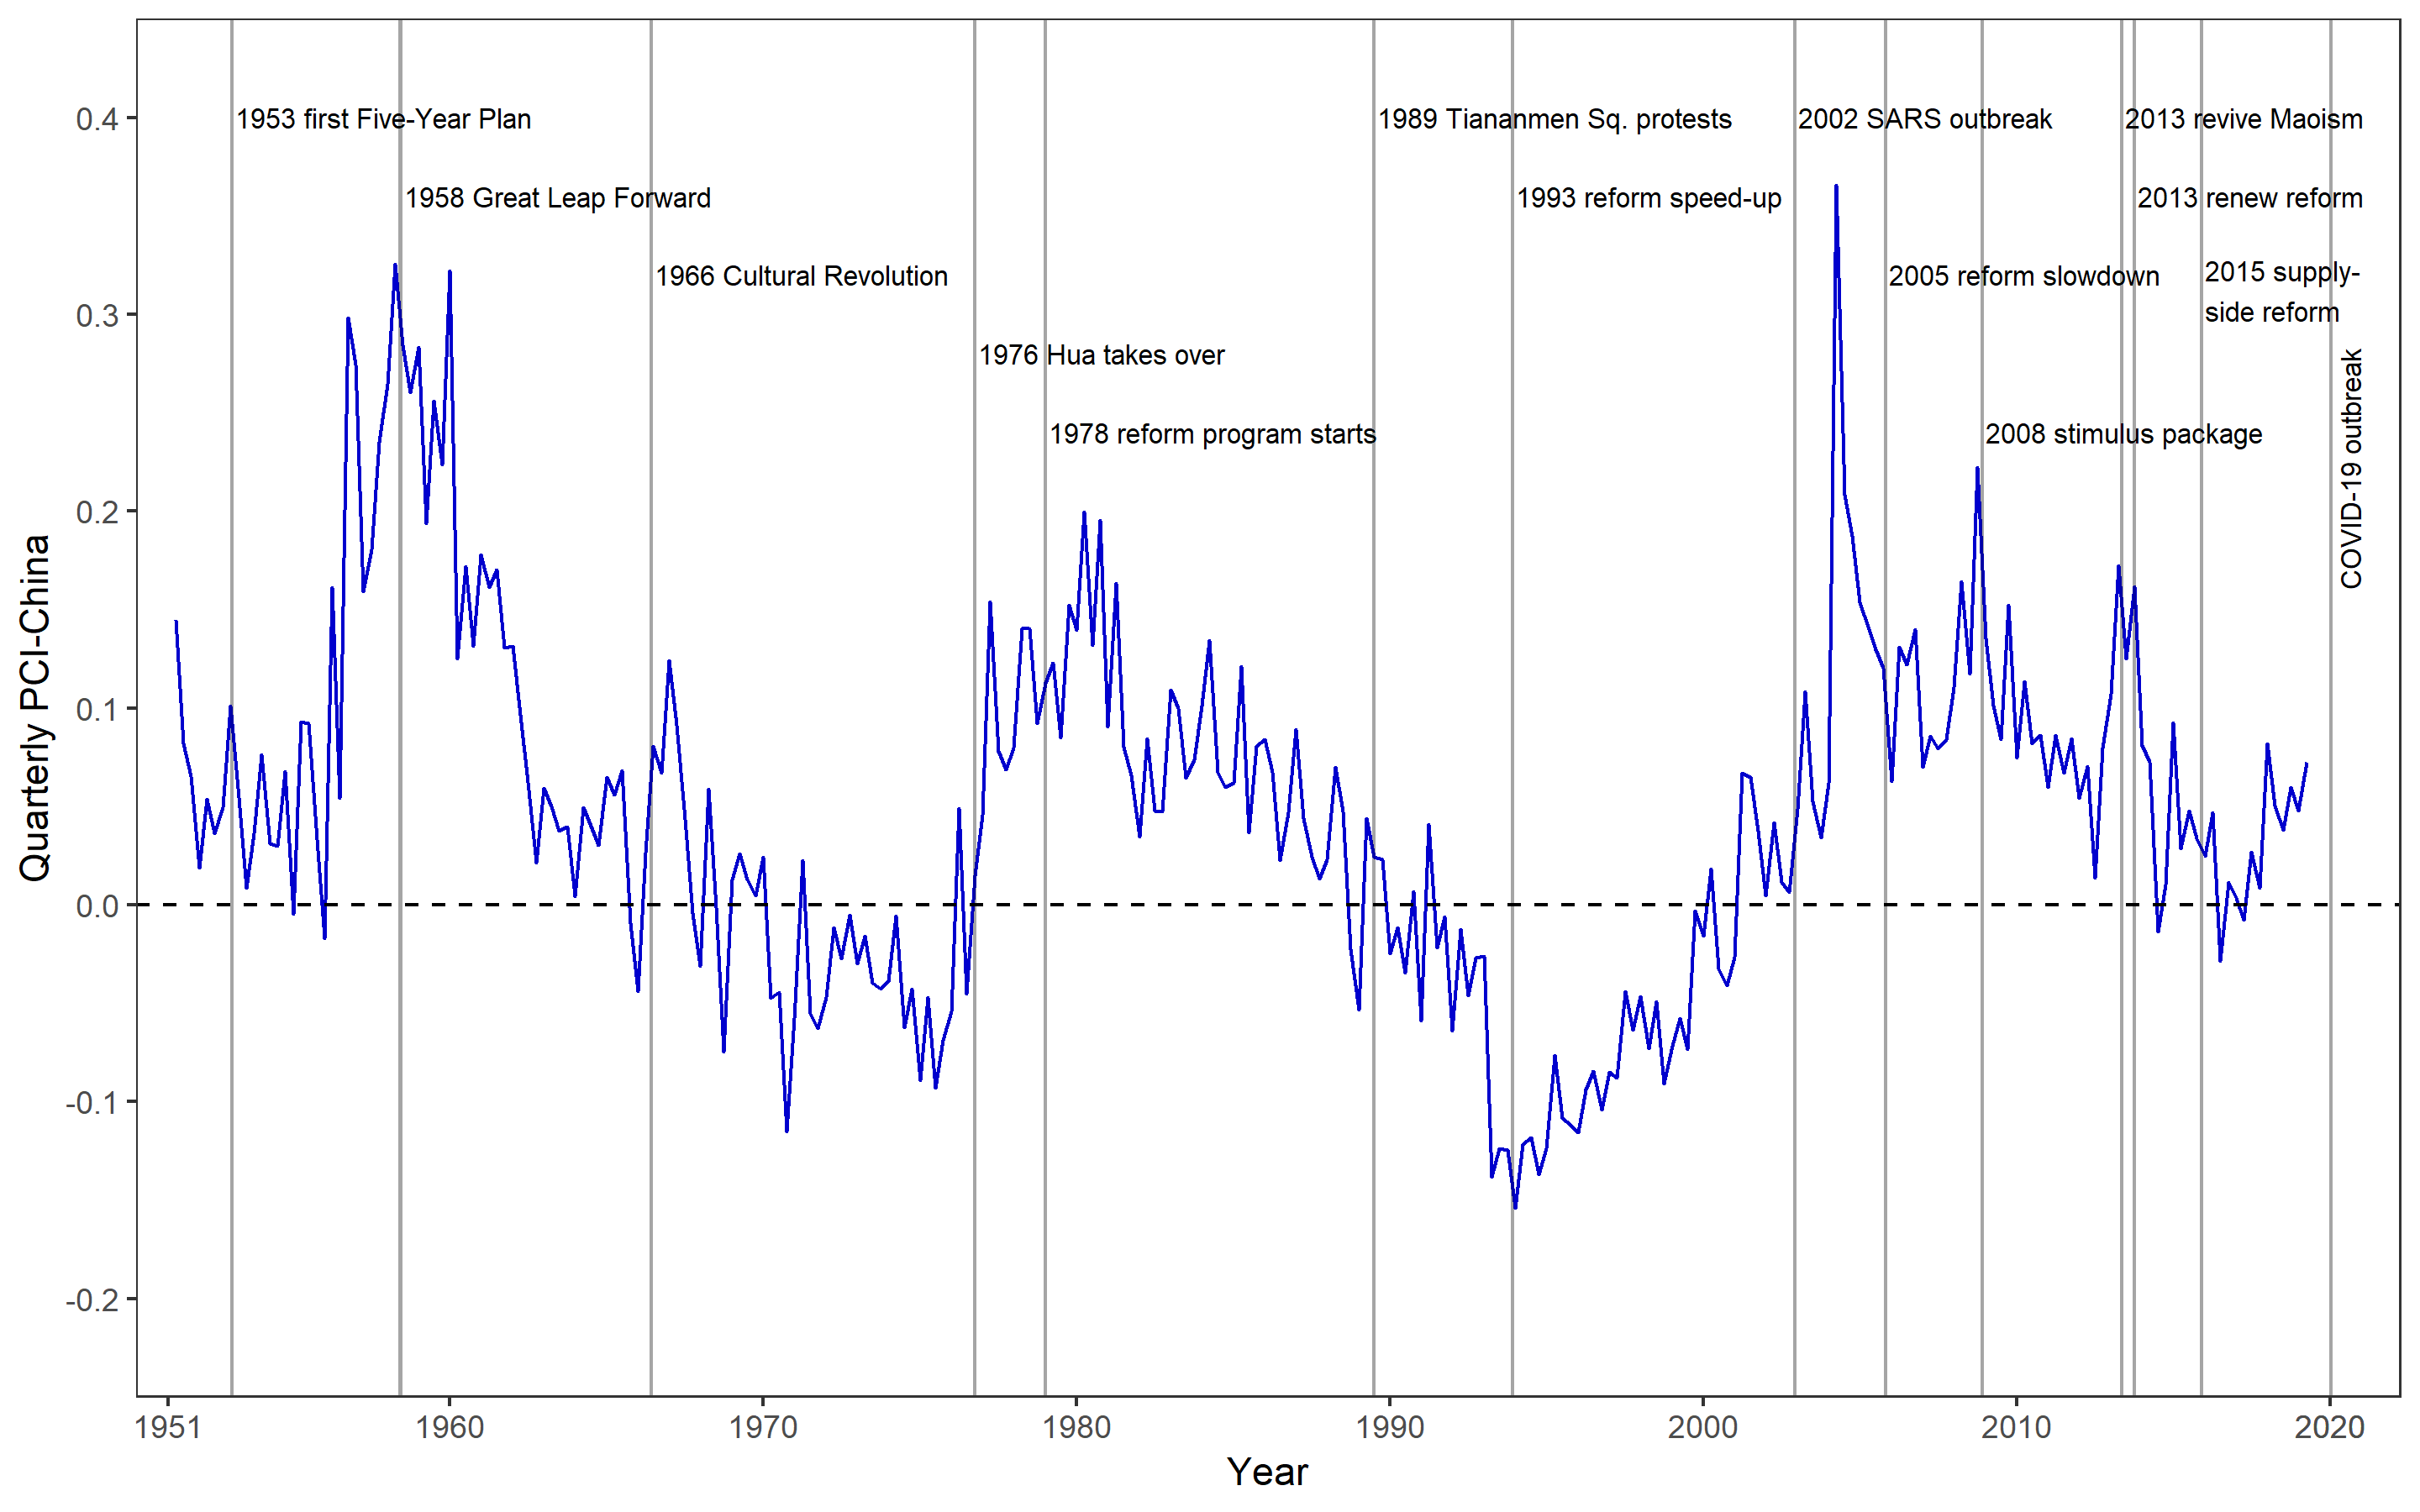 1953 first Five-Year Plan
1989 Tiananmen Sq. protests
2002 SARS outbreak
2013 revive Maoism
1958 Great Leap Forward
1993 reform speed-up
2013 renew reform
1966 Cultural Revolution
2005 reform slowdown
2015 supply-
side reform
1976 Hua takes over
COVID-19 outbreak
1978 reform program starts
2008 stimulus package
Quarterly PCI-China
0.4
0.3
0.2
0.1
0.0
-0.1
-0.2
1951
1960
1970
1980
1990
2000
2010
2020
Year